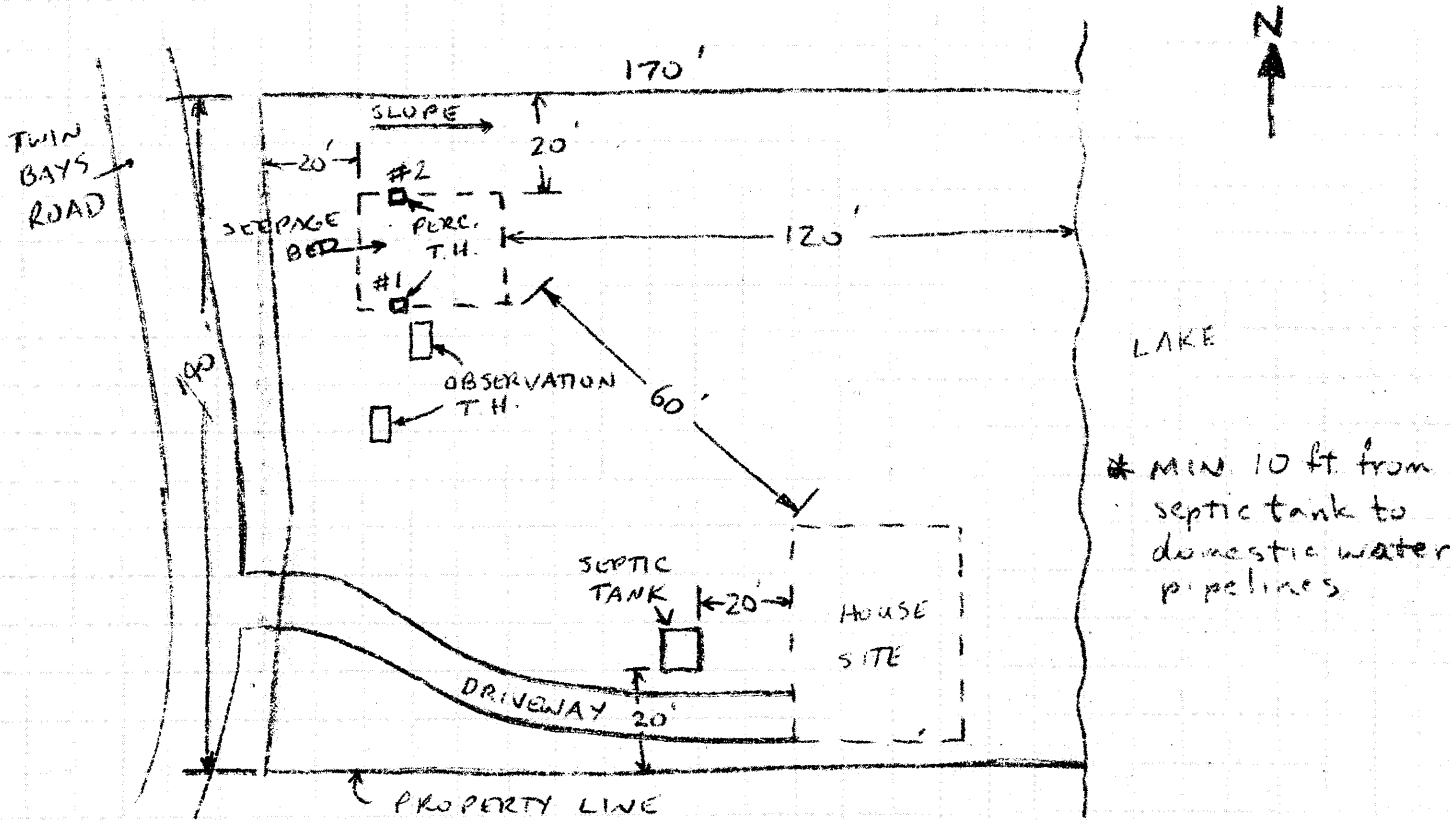 N
170'
SLOPE
20'
TWIN
BAYS
ROAD
20'
#2
SEEPAGE
BED
PERC.
T.H.
120'
#1
LAKE
140
OBSERVATION
T.H.
60'
* MIN 10 ft from
septic tank to
domestic water
pipelines
SEPTIC
TANK
20'
HOUSE
SITE
DRIVEWAY
20'
PROPERTY LINE